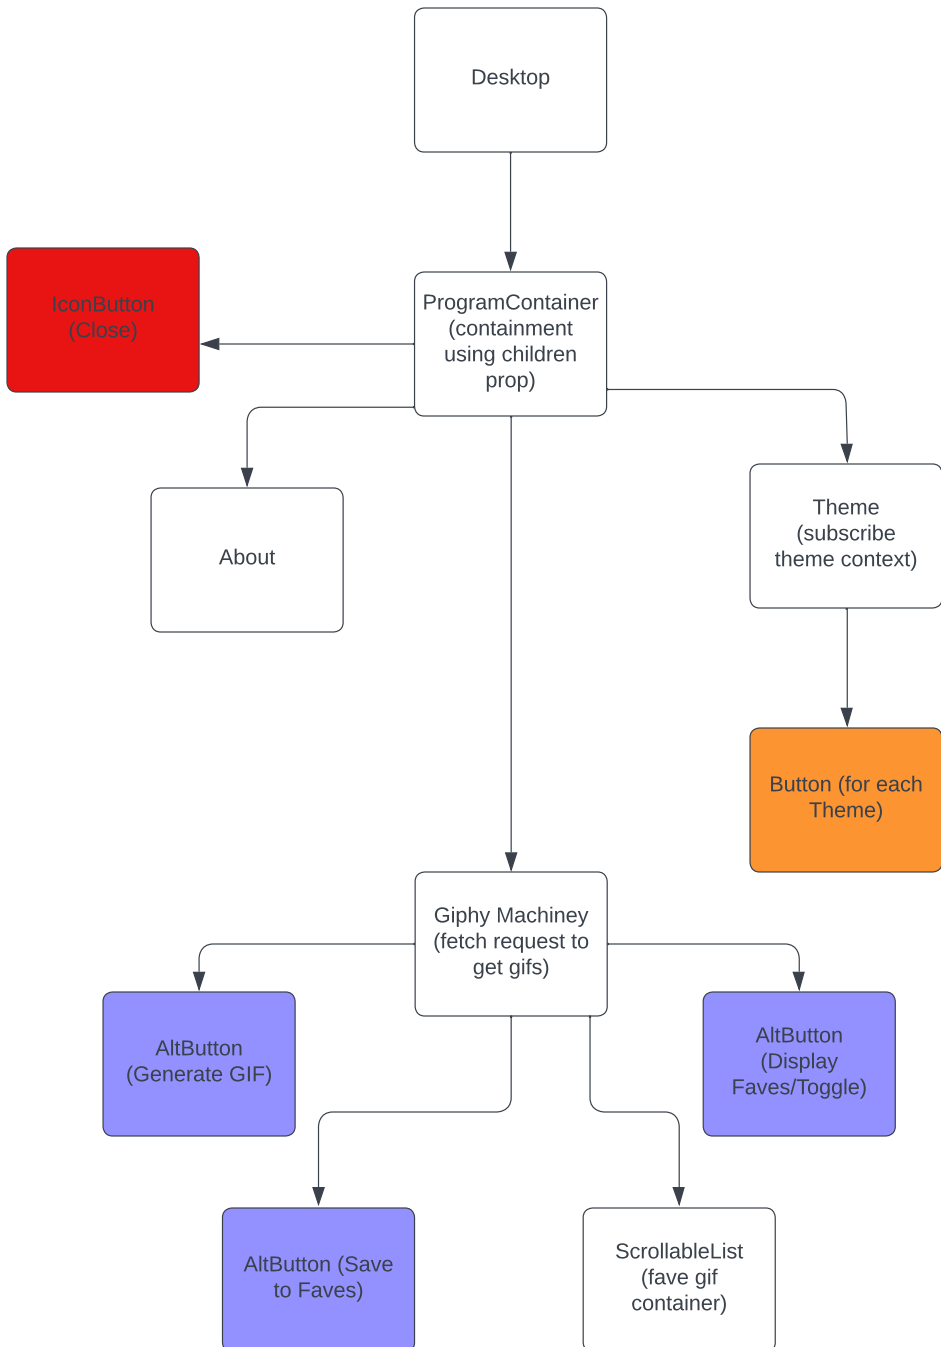 Desktop
IconButton
(Close)
ProgramContainer
(containment
using children
prop)
About
Theme
(subscribe
theme context)
Button (for each
Theme)
Giphy Machiney
(fetch request to
get gifs)
AltButton
(Generate GIF)
AltButton
(Display
Faves/Toggle)
AltButton (Save
to Faves)
ScrollableList
(fave gif
container)